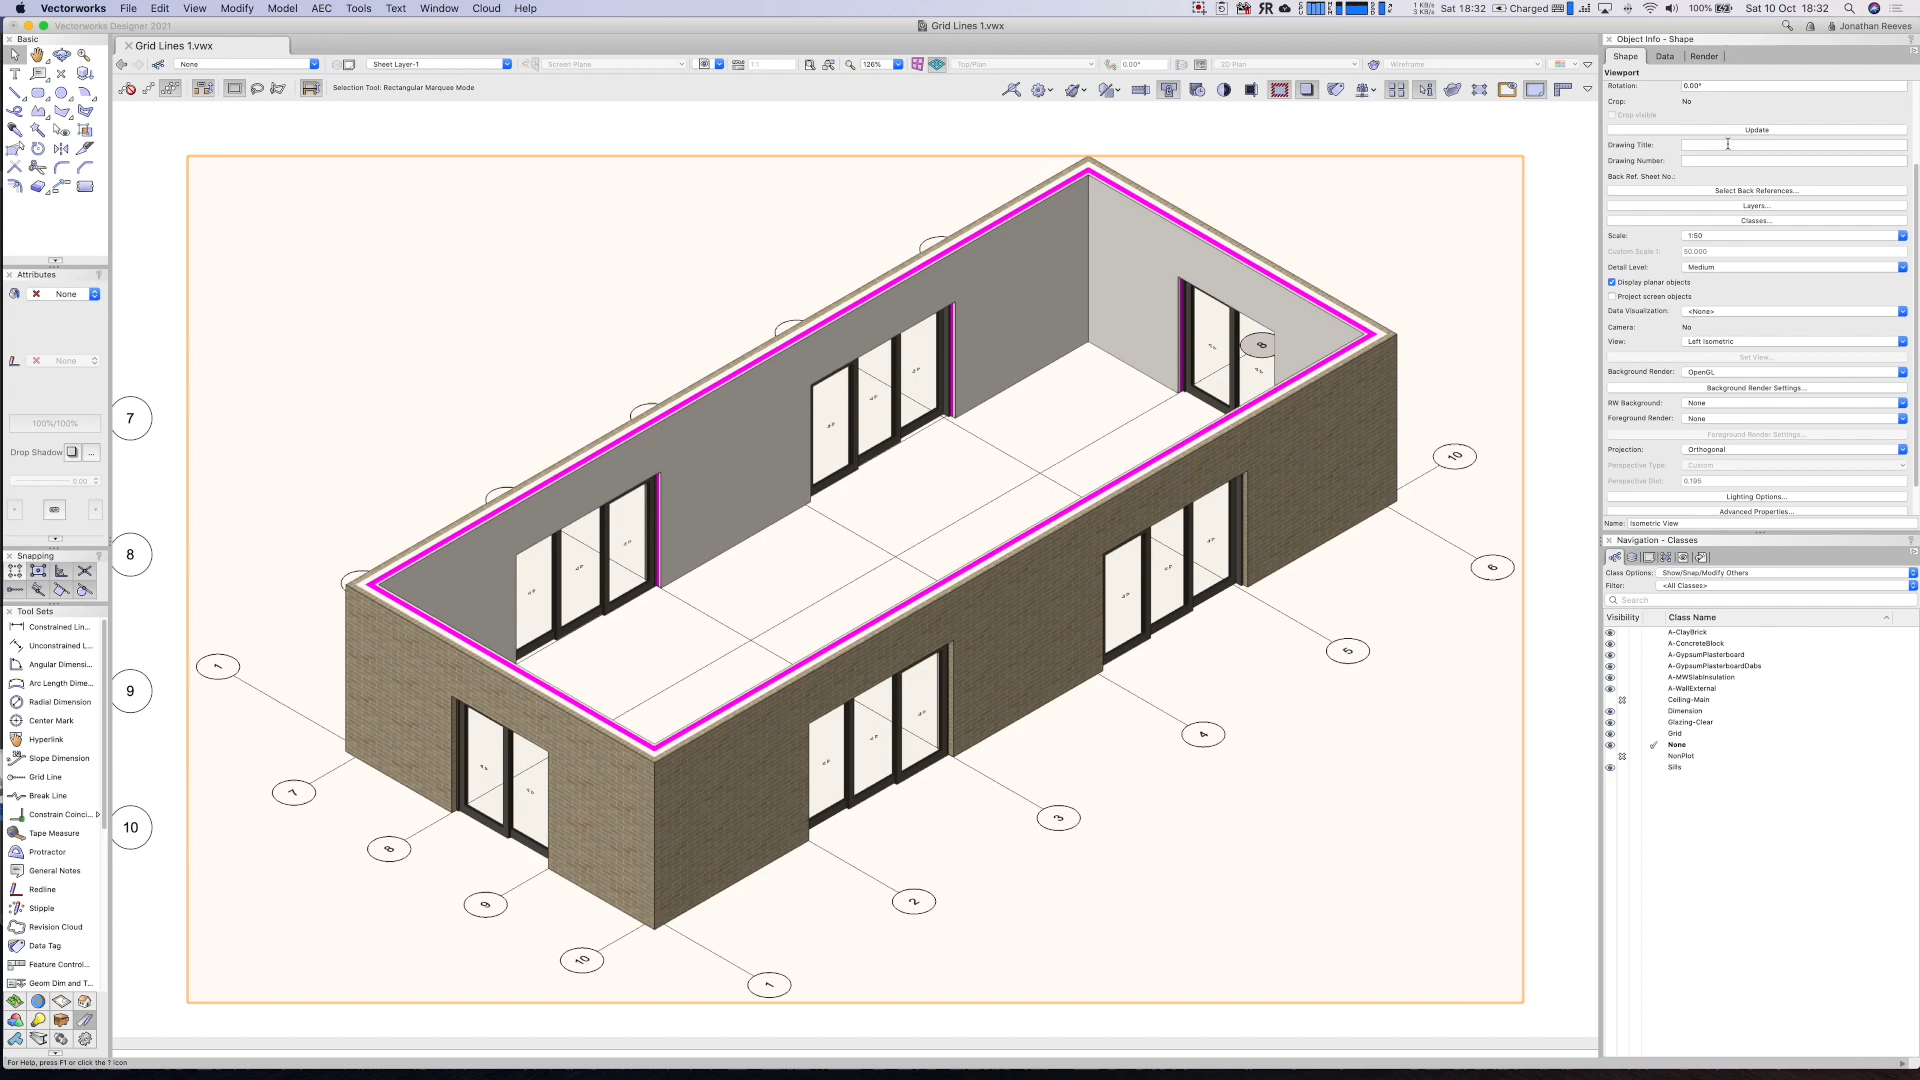 Vectorworks File Edit View Modify Model AEC Tools Text Window Cloud Help
1 KB/s
3 KB/s
Sat 18:32 Charged 100% Sat 10 Oct 18:32
Vectorworks Designer 2021
Grid Lines 1.vwx
Jonathan Reeves
Basic
Grid Lines 1.vwx
None
Sheet Layer-1
Screen Plane
1:1
126%
Top/Plan
0.00°
2D Plan
Wireframe
Selection Tool: Rectangular Marquee Mode
Attributes
None
None
100%/100%
Drop Shadow
...
0.00
Snapping
Tool Sets
Constrained Lin...
Unconstrained L...
Angular Dimensi...
Arc Length Dime...
Radial Dimension
Center Mark
Hyperlink
Slope Dimension
Grid Line
Break Line
Constrain Coinci...
Tape Measure
Protractor
General Notes
Redline
Stipple
Revision Cloud
Data Tag
Feature Control...
Geom Dim and T...
For Help, press F1 or click the ? icon
7
8
9
10
8
10
6
5
4
3
2
1
1
7
8
9
10
Object Info - Shape
Shape Data Render
Viewport
Rotation: 0.00°
Crop: No
Crop visible
Update
Drawing Title:
Drawing Number:
Back Ref. Sheet No.:
Select Back References...
Layers...
Classes...
Scale: 1:50
Custom Scale 1: 50.000
Detail Level: Medium
Display planar objects
Project screen objects
Data Visualization: <None>
Camera: No
View: Left Isometric
Set View...
Background Render: OpenGL
Background Render Settings...
RW Background: None
Foreground Render: None
Foreground Render Settings...
Projection: Orthogonal
Perspective Type: Custom
Perspective Dist: 0.195
Lighting Options...
Advanced Properties...
Name: Isometric View
Navigation - Classes
Class Options: Show/Snap/Modify Others
Filter: <All Classes>
Search
Visibility Class Name
A-ClayBrick
A-ConcreteBlock
A-GypsumPlasterboard
A-GypsumPlasterboardDabs
A-MWSlabInsulation
A-WallExternal
Ceiling-Main
Dimension
Glazing-Clear
Grid
None
NonPlot
Sills